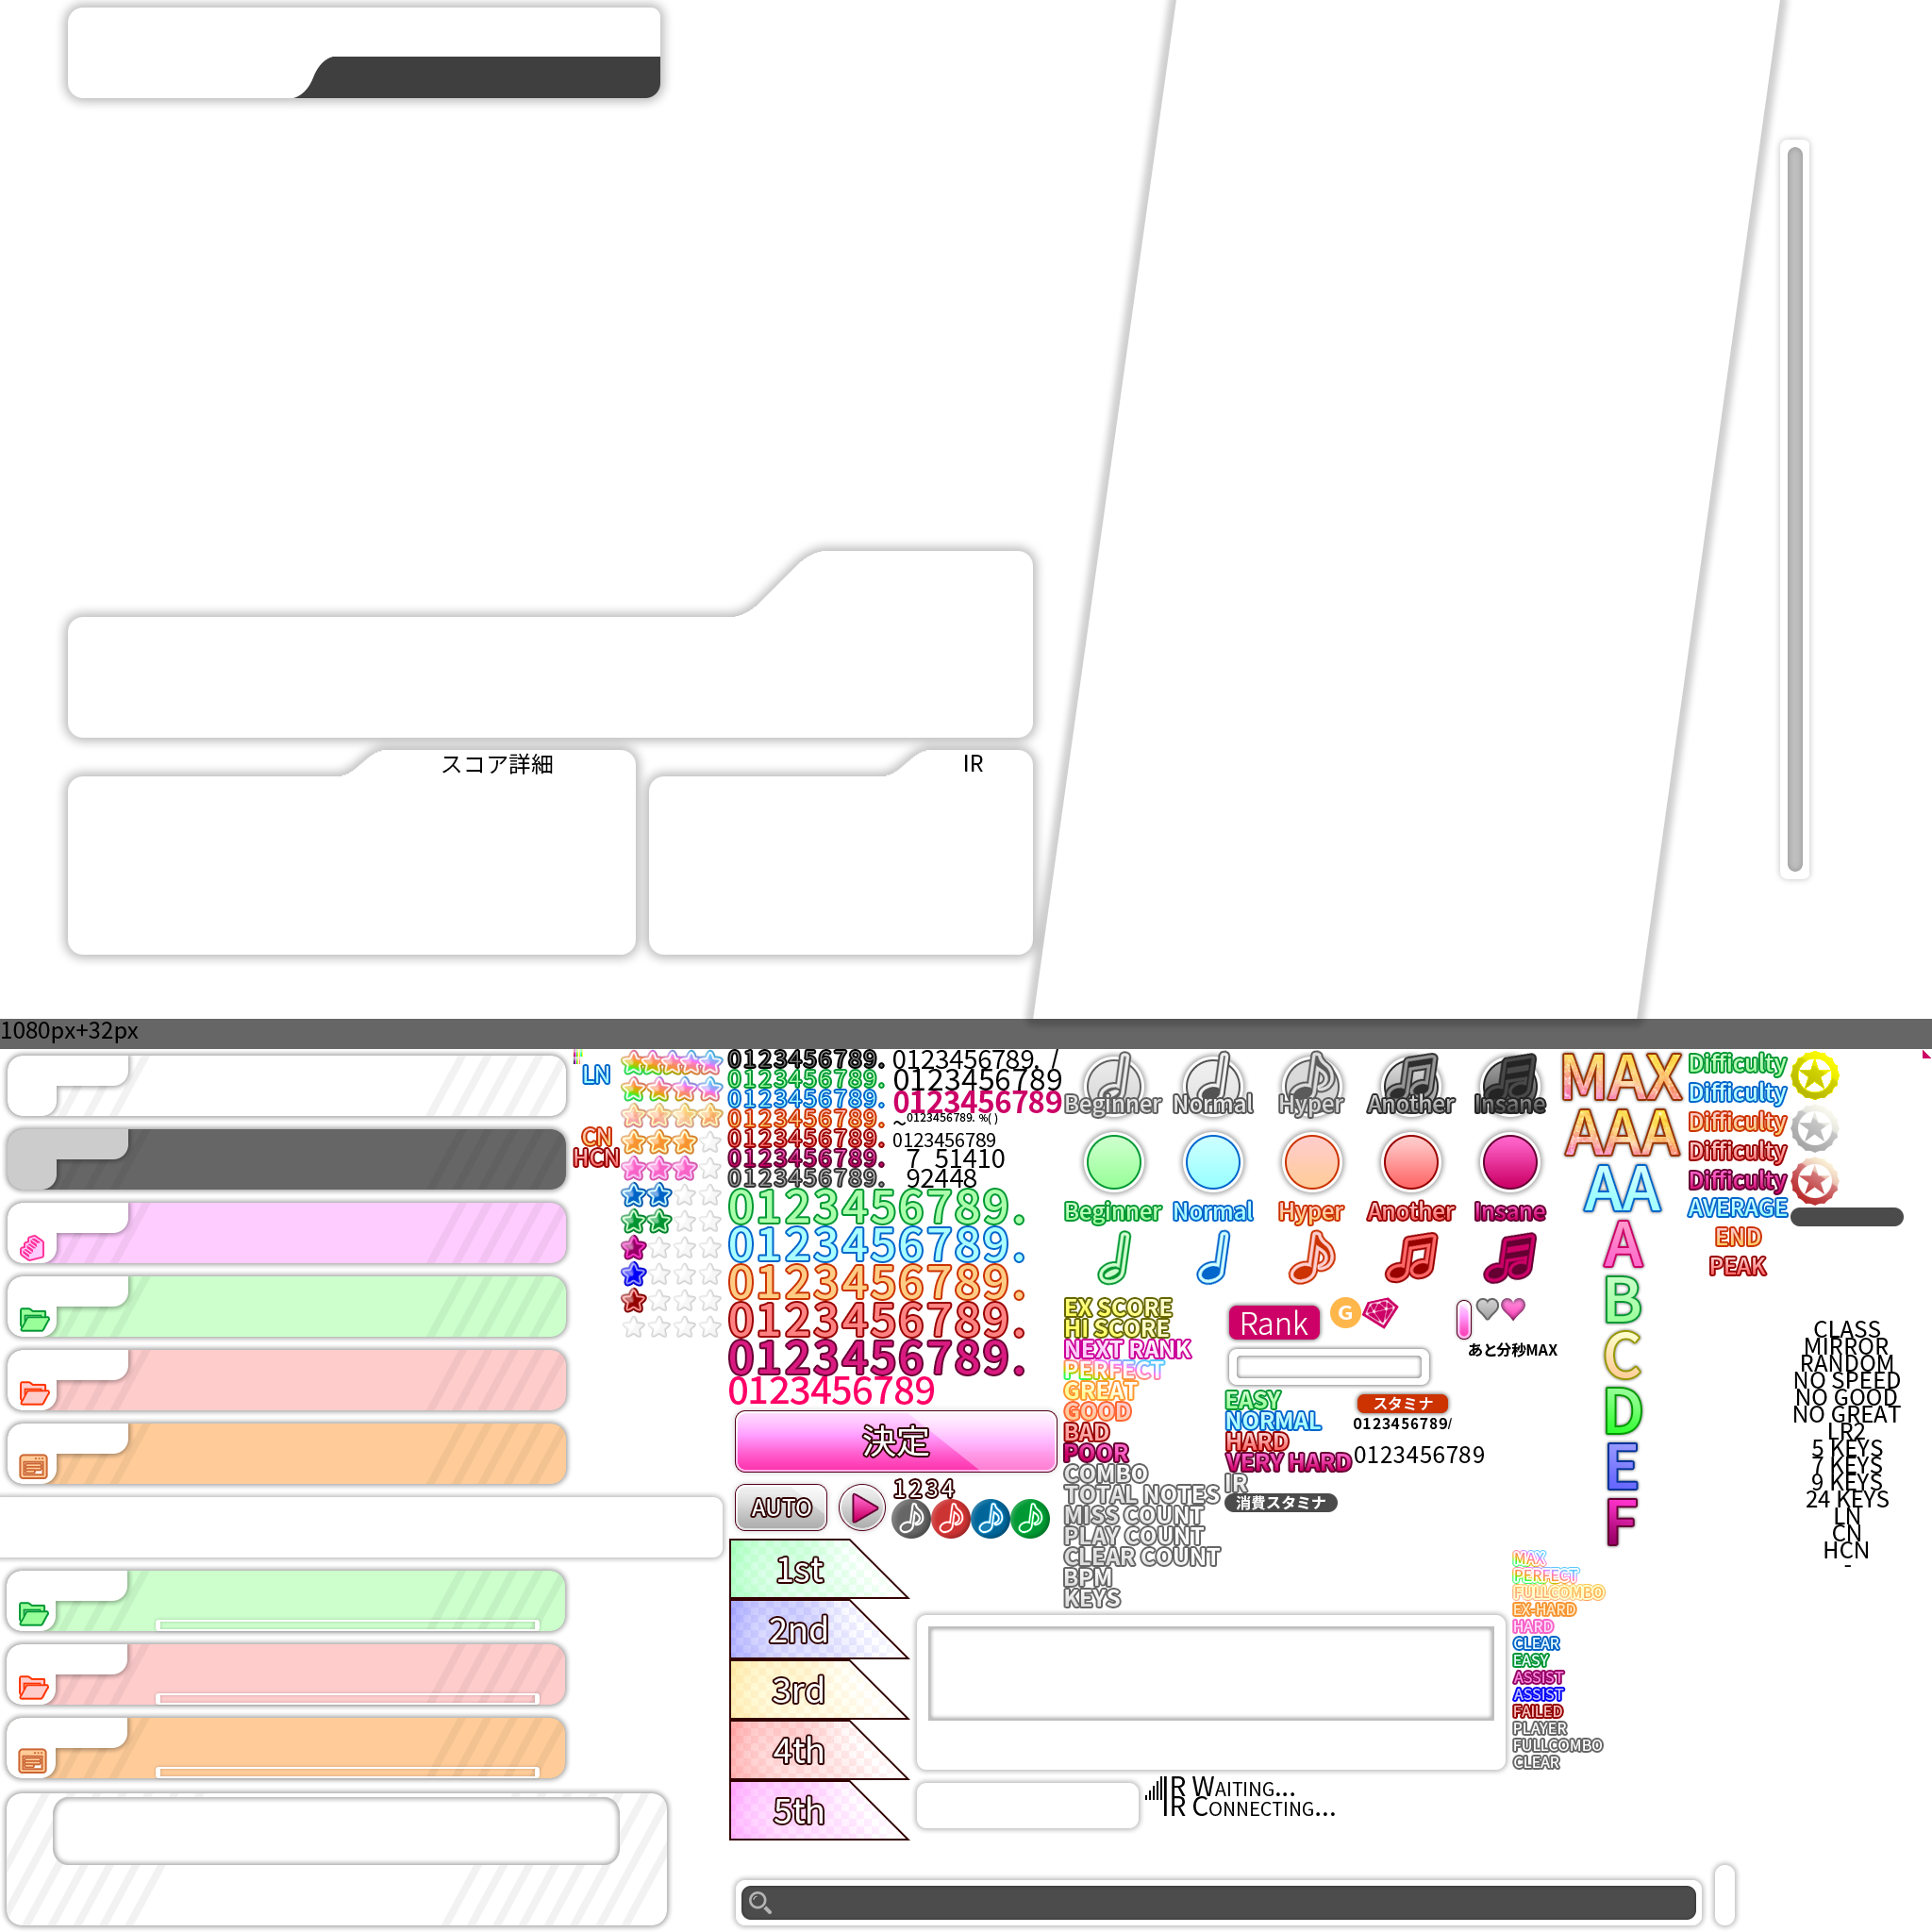 スコア詳細
IR
1080px+32px
LN
CN
HCN
0123456789.
0123456789.
0123456789.
0123456789.
0123456789.
0123456789.
0123456789.
0123456789. /
0123456789
0123456789
~0123456789. %( )
0123456789
7 51410
92448
0123456789.
0123456789.
0123456789.
0123456789.
0123456789.
0123456789
決定
AUTO
1234
1st
2nd
3rd
4th
5th
Beginner Normal Hyper Another Insane
Beginner Normal Hyper Another Insane
EX SCORE
HI SCORE
NEXT RANK
PERFECT
GREAT
GOOD
BAD
POOR
COMBO
TOTAL NOTES
MISS COUNT
PLAY COUNT
CLEAR COUNT
BPM
KEYS
Rank
G
EASY
NORMAL
HARD
VERY HARD
IR
消費スタミナ
スタミナ
0123456789/
0123456789
あと分秒MAX
IR WAITING...
IR CONNECTING...
MAX
AAA
AA
A
B
C
D
E
F
MAX
PERFECT
FULLCOMBO
EX-HARD
HARD
CLEAR
EASY
ASSIST
ASSIST
FAILED
PLAYER
FULLCOMBO
CLEAR
Difficulty
Difficulty
Difficulty
Difficulty
Difficulty
AVERAGE
END
PEAK
CLASS
MIRROR
RANDOM
NO SPEED
NO GOOD
NO GREAT
LR2
5 KEYS
7 KEYS
9 KEYS
24 KEYS
LN
CN
HCN
-